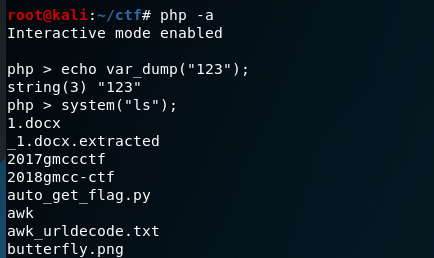 root@kali:~/ctf# php -a
Interactive mode enabled
php > echo var_dump("123");
string(3) "123"
php > system("ls");
1.docx
_1.docx.extracted
2017gmccctf
2018gmcc-ctf
auto_get_flag.py
awk
awk_urldecode.txt
butterfly.png